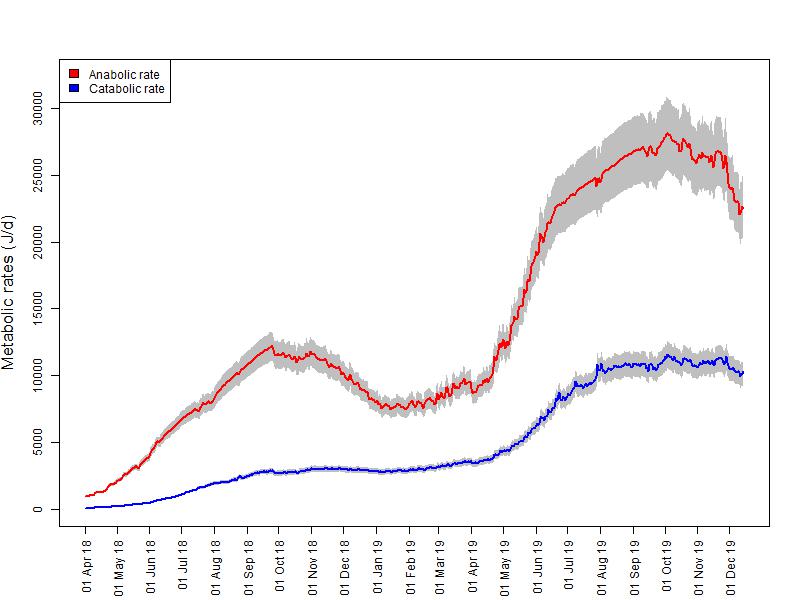 Anabolic rate
Catabolic rate
Metabolic rates (J/d)
30000
25000
20000
15000
10000
5000
0
01 Apr 18
01 May 18
01 Jun 18
01 Jul 18
01 Aug 18
01 Sep 18
01 Oct 18
01 Nov 18
01 Dec 18
01 Jan 19
01 Feb 19
01 Mar 19
01 Apr 19
01 May 19
01 Jun 19
01 Jul 19
01 Aug 19
01 Sep 19
01 Oct 19
01 Nov 19
01 Dec 19